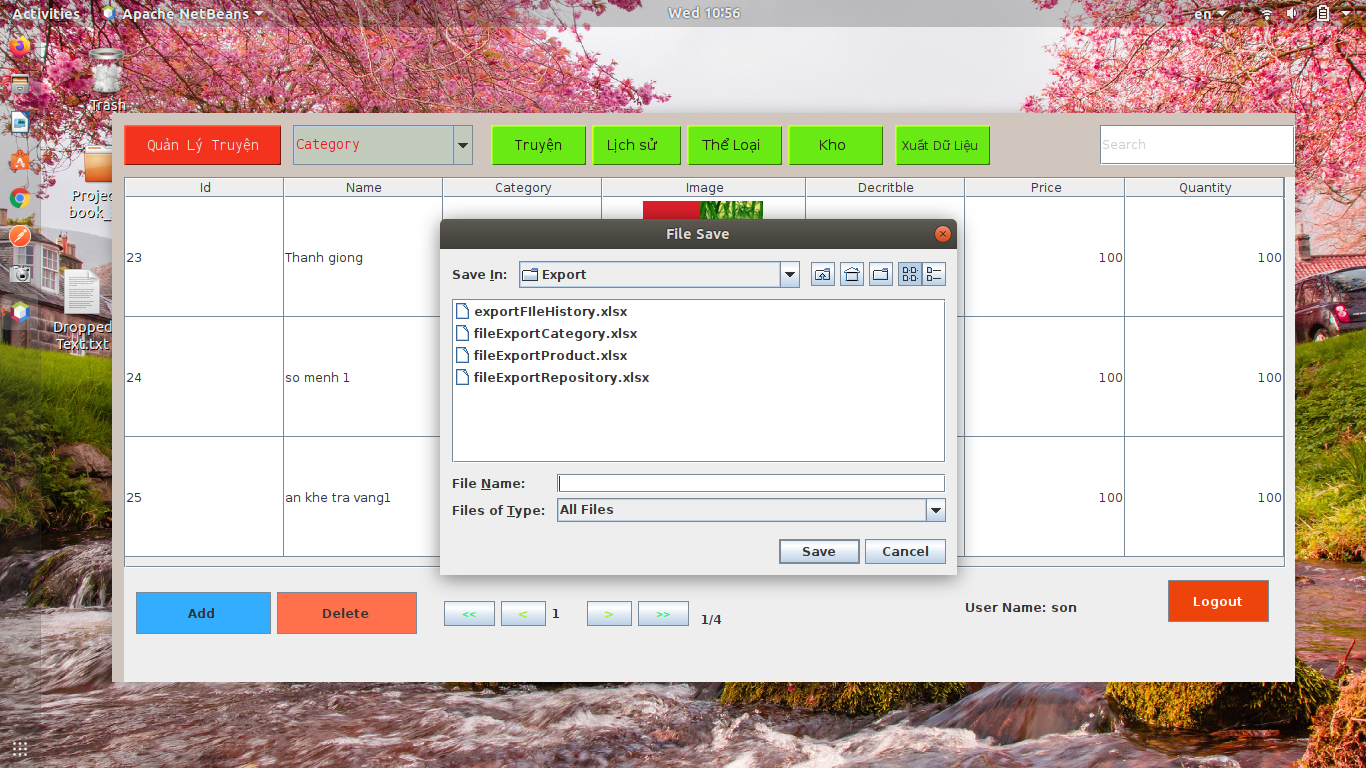 Activities Apache NetBeans Wed 10:56 en
Trash
Projec
book_
Dropped
Text.txt
Quản Lý Truyện Category Truyện Lịch sử Thể Loại Kho Xuất Dữ Liệu Search
Id Name Category Image Decritble Price Quantity
23 Thanh giong 100 100
24 so menh 1 100 100
25 an khe tra vang1 100 100
File Save
Save In: Export
exportFIleHistory.xlsx
fileExportCategory.xlsx
fileExportProduct.xlsx
fileExportRepository.xlsx
File Name:
Files of Type: All Files
Save Cancel
Add Delete << < 1 > >> 1/4 User Name: son Logout